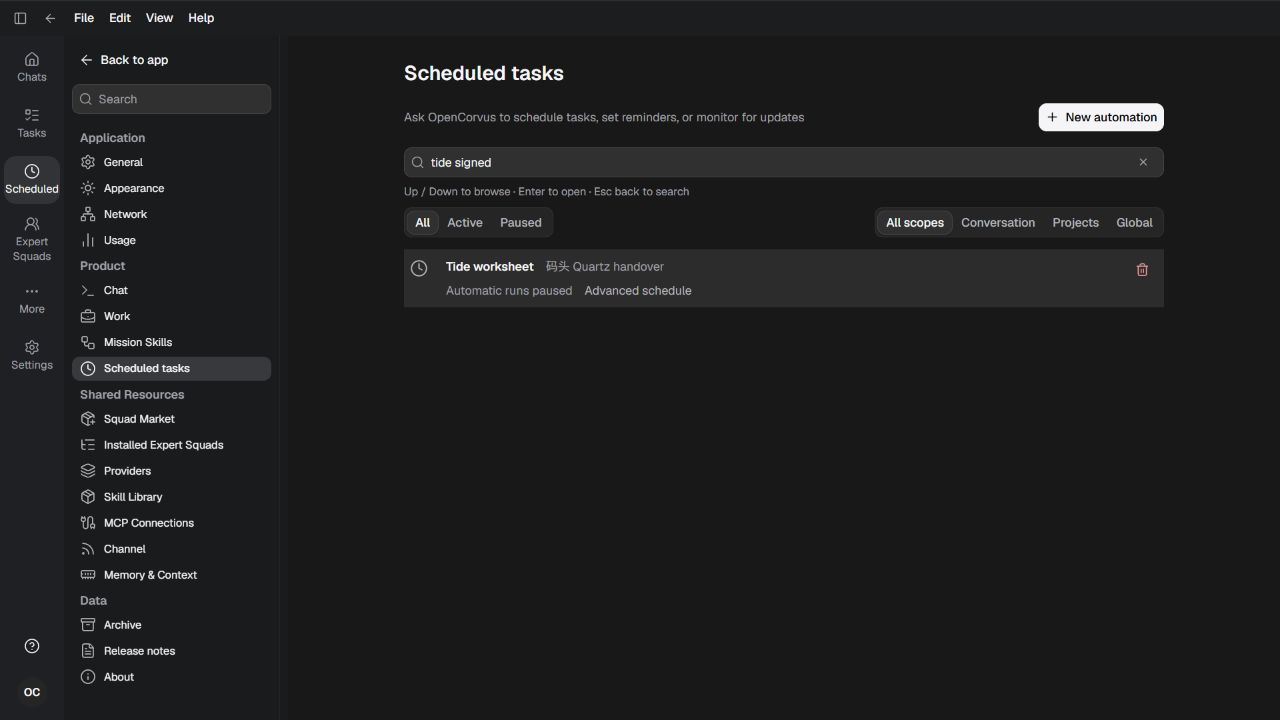 File Edit View Help
Chats
Tasks
Scheduled
Expert
Squads
More
Settings
OC
Back to app
Search
Application
General
Appearance
Network
Usage
Product
Chat
Work
Mission Skills
Scheduled tasks
Shared Resources
Squad Market
Installed Expert Squads
Providers
Skill Library
MCP Connections
Channel
Memory & Context
Data
Archive
Release notes
About
Scheduled tasks
Ask OpenCorvus to schedule tasks, set reminders, or monitor for updates
New automation
tide signed
Up / Down to browse · Enter to open · Esc back to search
All Active Paused
All scopes Conversation Projects Global
Tide worksheet 码头 Quartz handover
Automatic runs paused Advanced schedule